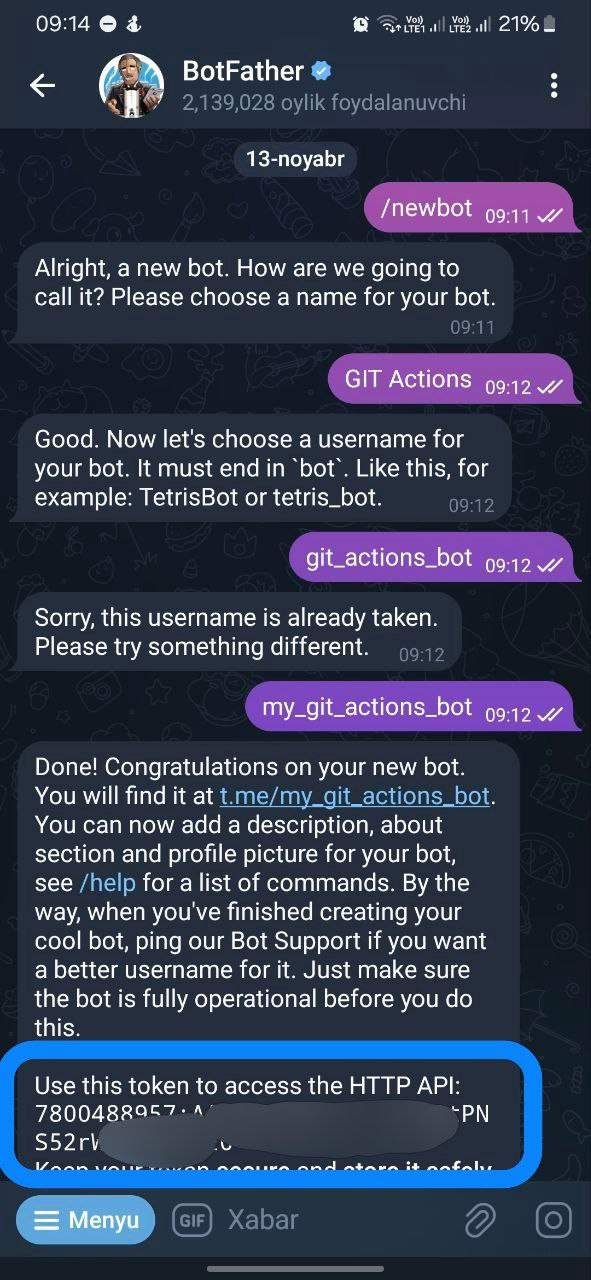 09:14 Vo)) LTE1 Vo)) LTE2 21%
BotFather
2,139,028 oylik foydalanuvchi
13-noyabr
/newbot 09:11
Alright, a new bot. How are we going to
call it? Please choose a name for your bot.
09:11
GIT Actions 09:12
Good. Now let's choose a username for
your bot. It must end in `bot`. Like this, for
example: TetrisBot or tetris_bot. 09:12
git_actions_bot 09:12
Sorry, this username is already taken.
Please try something different. 09:12
my_git_actions_bot 09:12
Done! Congratulations on your new bot.
You will find it at t.me/my_git_actions_bot.
You can now add a description, about
section and profile picture for your bot,
see /help for a list of commands. By the
way, when you've finished creating your
cool bot, ping our Bot Support if you want
a better username for it. Just make sure
the bot is fully operational before you do
this.
Use this token to access the HTTP API:
7800488957: PN
S52r
Keep your token secure and store it safely
Menyu GIF Xabar